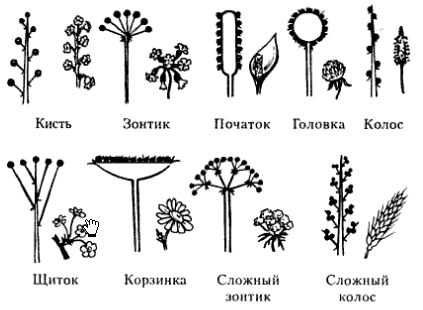 Кисть Зонтик Початок Головка Колос
Щиток Корзинка Сложный зонтик Сложный колос